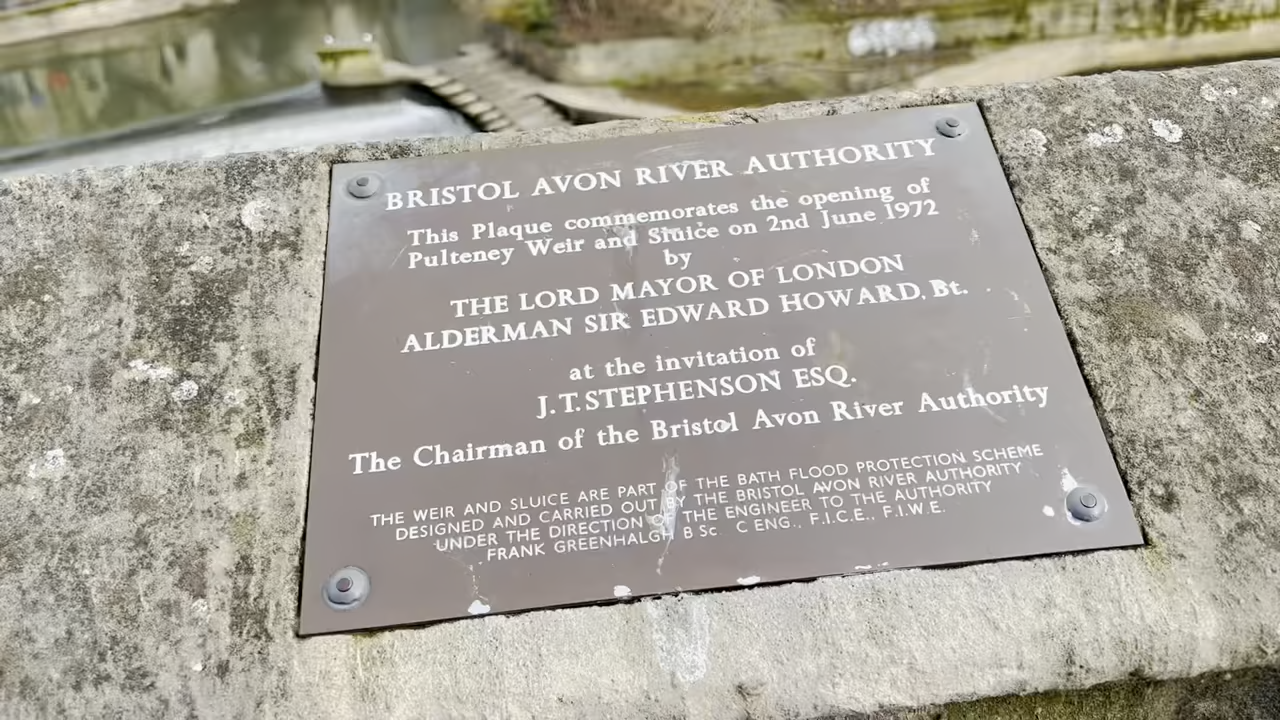 BRISTOL AVON RIVER AUTHORITY
This Plaque commemorates the opening of
Pulteney Weir and Sluice on 2nd June 1972
by
THE LORD MAYOR OF LONDON
ALDERMAN SIR EDWARD HOWARD, Bt.
at the invitation of
J.T. STEPHENSON ESQ.
The Chairman of the Bristol Avon River Authority
THE WEIR AND SLUICE ARE PART OF THE BATH FLOOD PROTECTION SCHEME
DESIGNED AND CARRIED OUT BY THE BRISTOL AVON RIVER AUTHORITY
UNDER THE DIRECTION OF THE ENGINEER TO THE AUTHORITY
FRANK GREENHALGH B Sc. C ENG., F.I.C.E., F.I.W.E.